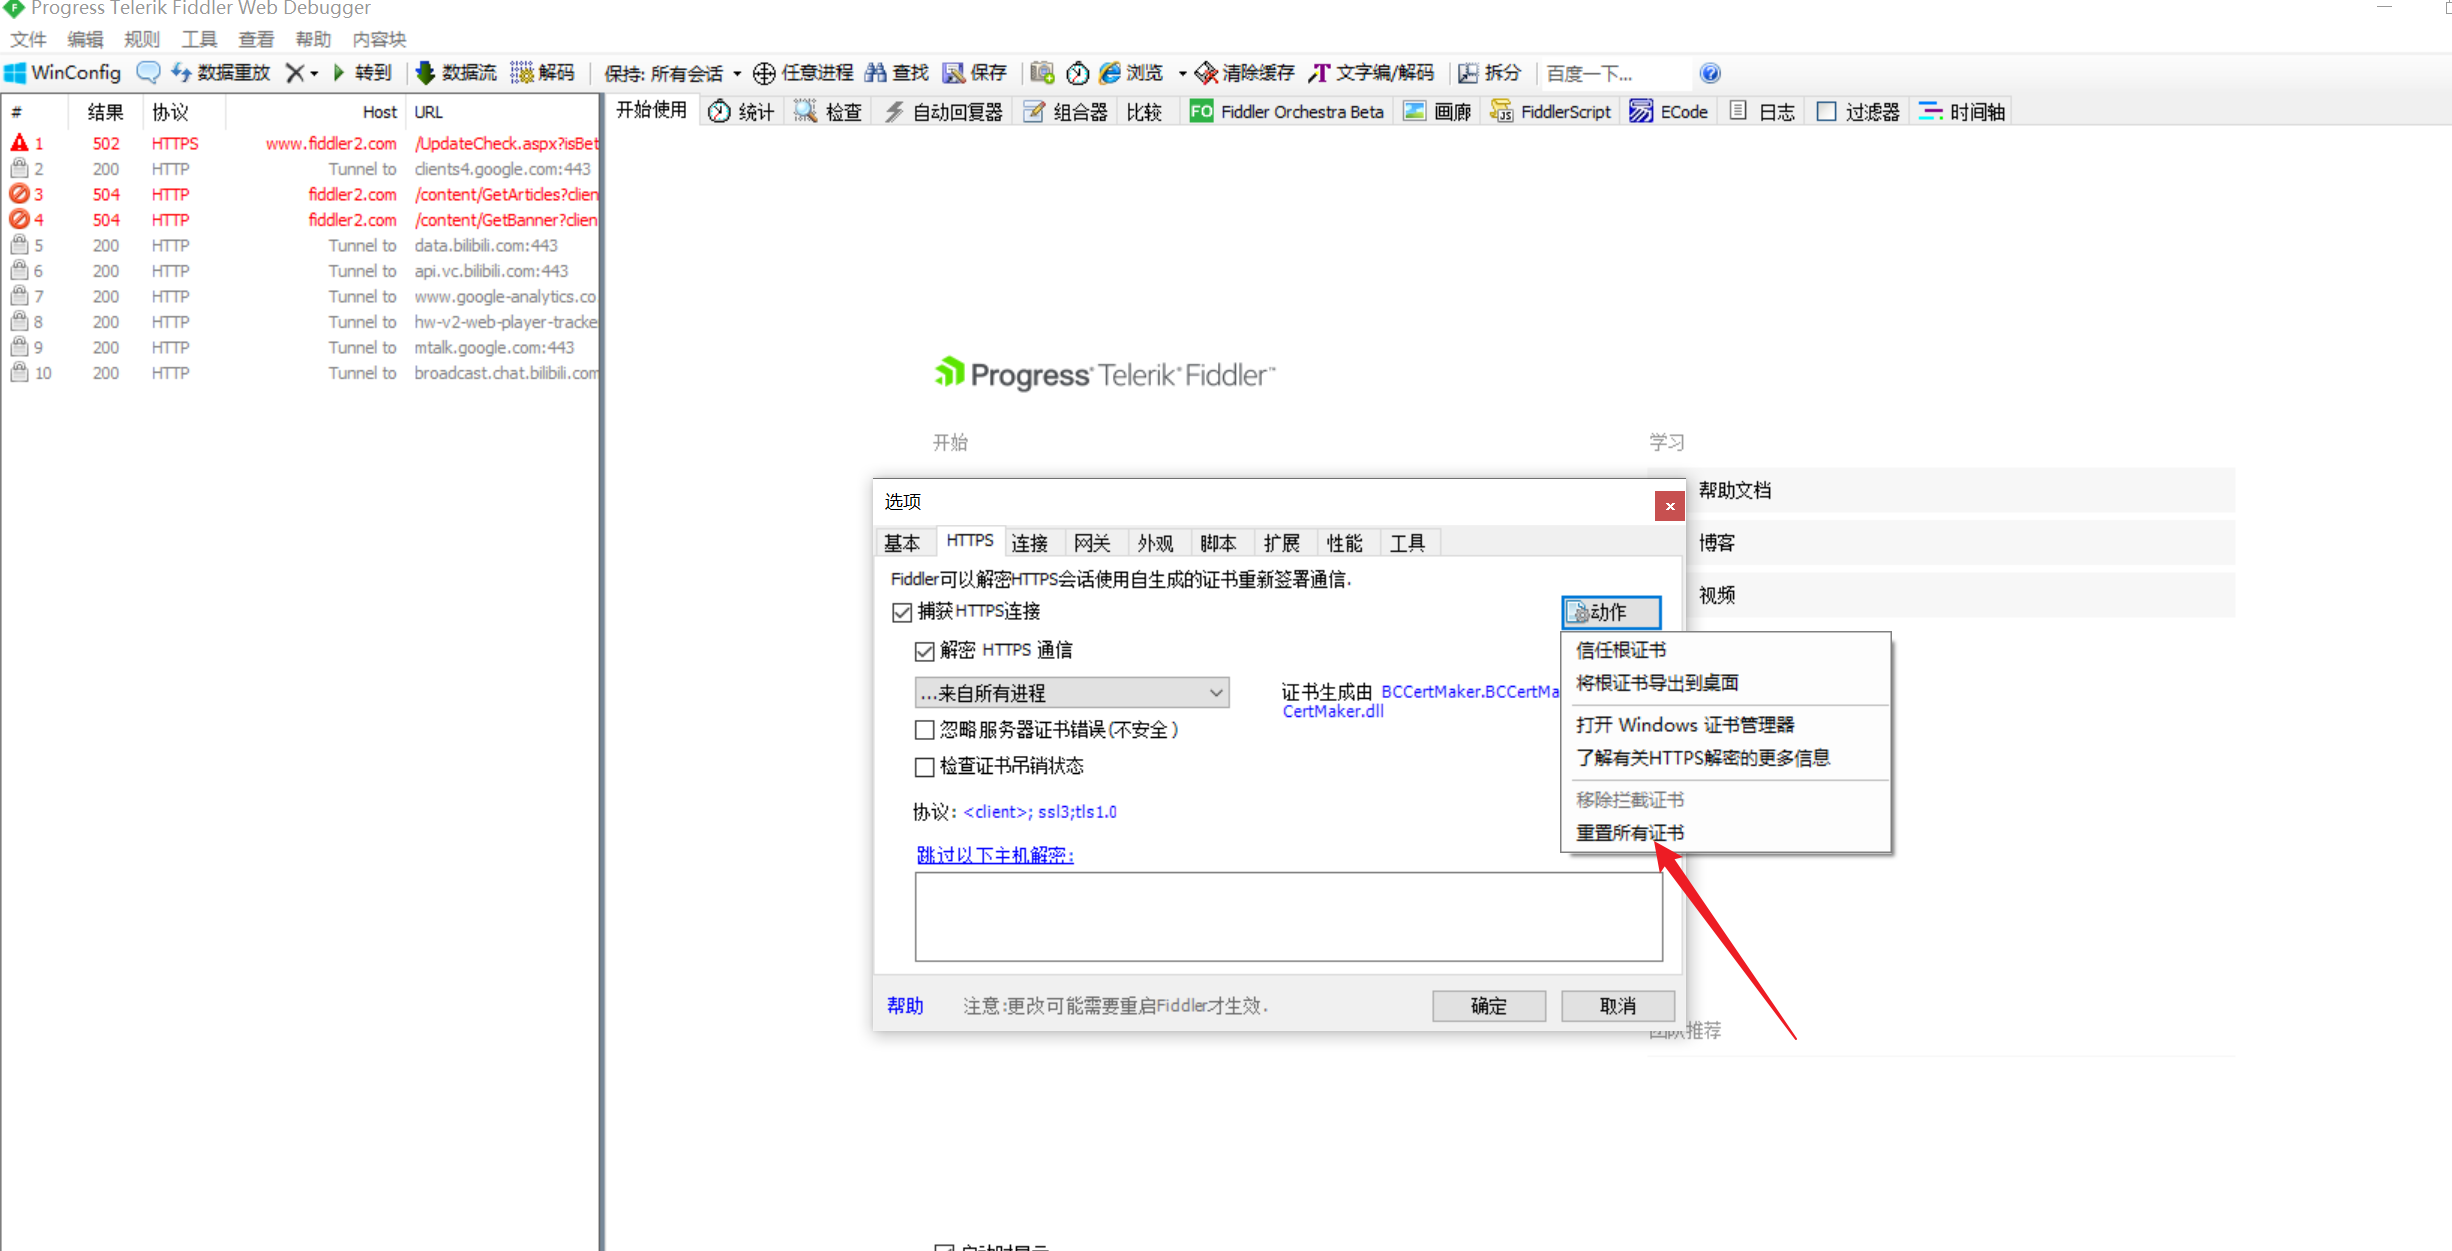 Progress Telerik Fiddler Web Debugger
文件 编辑 规则 工具 查看 帮助 内容块
WinConfig 数据重放 转到 数据流 解码 保持: 所有会话 任意进程 查找 保存 浏览 清除缓存 文字编/解码 拆分 百度一下...
# 结果 协议 Host URL
开始使用 统计 检查 自动回复器 组合器 比较 FO Fiddler Orchestra Beta 画廊 FiddlerScript ECode 日志 过滤器 时间轴
1 502 HTTPS www.fiddler2.com /UpdateCheck.aspx?isBet
2 200 HTTP Tunnel to clients4.google.com:443
3 504 HTTP fiddler2.com /content/GetArticles?clien
4 504 HTTP fiddler2.com /content/GetBanner?clien
5 200 HTTP Tunnel to data.bilibili.com:443
6 200 HTTP Tunnel to api.vc.bilibili.com:443
7 200 HTTP Tunnel to www.google-analytics.co
8 200 HTTP Tunnel to hw-v2-web-player-tracke
9 200 HTTP Tunnel to mtalk.google.com:443
10 200 HTTP Tunnel to broadcast.chat.bilibili.com
Progress Telerik Fiddler
开始
学习
帮助文档
博客
视频
选项
基本 HTTPS 连接 网关 外观 脚本 扩展 性能 工具
Fiddler可以解密HTTPS会话使用自生成的证书重新签署通信.
捕获HTTPS连接
动作
解密 HTTPS 通信
...来自所有进程
证书生成由 BCCertMaker.BCCertMa
CertMaker.dll
忽略服务器证书错误(不安全)
检查证书吊销状态
协议: <client>; ssl3;tls1.0
跳过以下主机解密:
信任根证书
将根证书导出到桌面
打开 Windows 证书管理器
了解有关HTTPS解密的更多信息
移除拦截证书
重置所有证书
帮助 注意:更改可能需要重启Fiddler才生效. 确定 取消
团队推荐